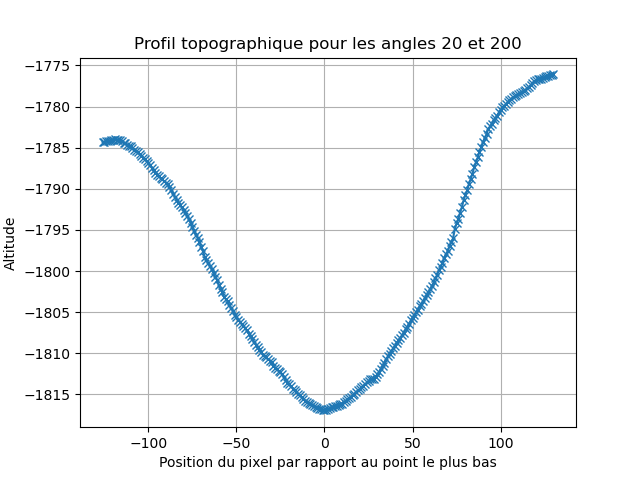 Profil topographique pour les angles 20 et 200
−1775
−1780
−1785
−1790
−1795
−1800
−1805
−1810
−1815
Altitude
−100 −50 0 50 100
Position du pixel par rapport au point le plus bas